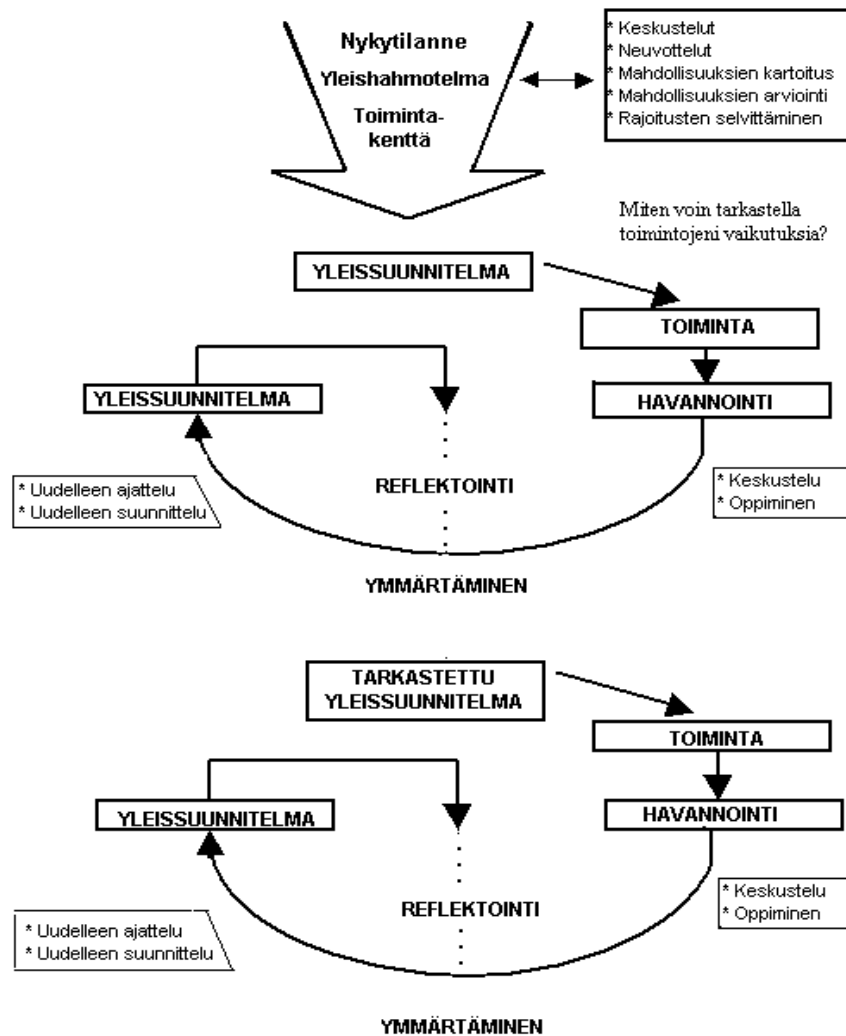 Nykytilanne
Yleishahmotelma
Toiminta-
kenttä
* Keskustelut
* Neuvottelut
* Mahdollisuuksien kartoitus
* Mahdollisuuksien arviointi
* Rajoitusten selvittäminen
Miten voin tarkastella
toimintojeni vaikutuksia?
YLEISSUUNNITELMA
TOIMINTA
YLEISSUUNNITELMA
HAVANNOINTI
* Uudelleen ajattelu
* Uudelleen suunnittelu
REFLEKTOINTI
* Keskustelu
* Oppiminen
YMMÄRTÄMINEN
TARKASTETTU
YLEISSUUNNITELMA
TOIMINTA
YLEISSUUNNITELMA
HAVANNOINTI
* Uudelleen ajattelu
* Uudelleen suunnittelu
REFLEKTOINTI
* Keskustelu
* Oppiminen
YMMÄRTÄMINEN